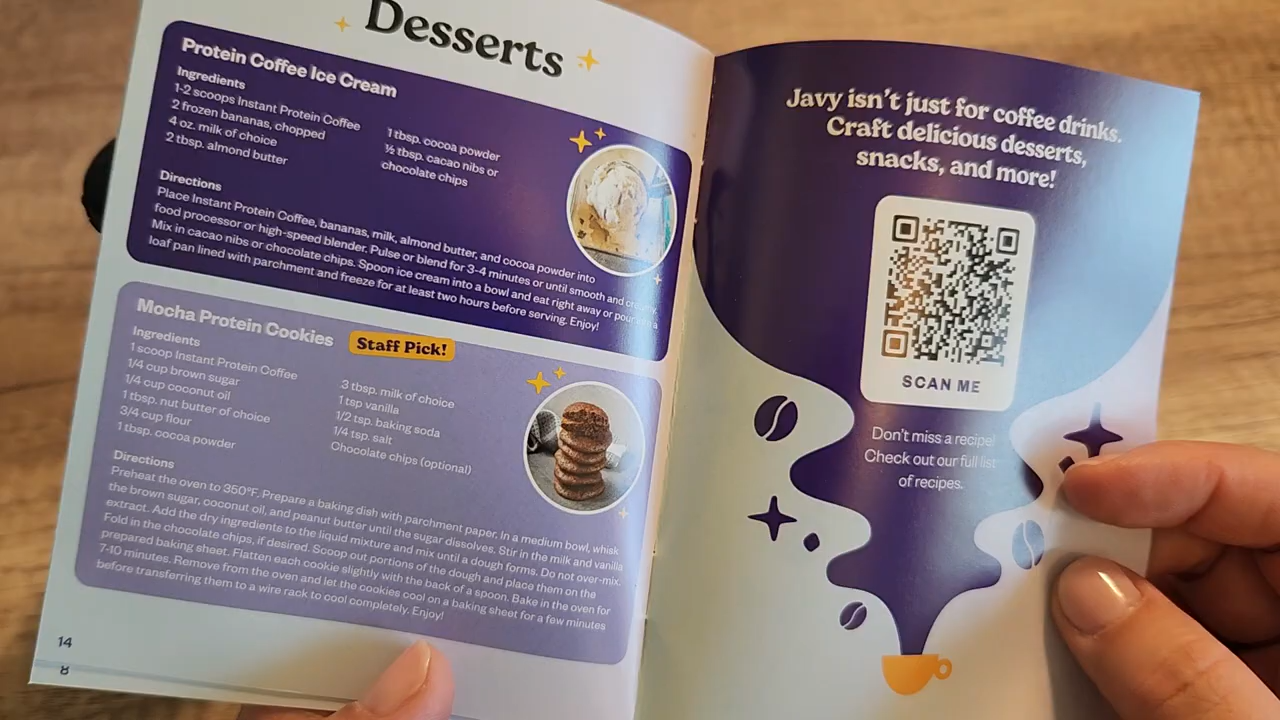 Desserts
Protein Coffee Ice Cream
Ingredients
1-2 scoops Instant Protein Coffee
2 frozen bananas, chopped
4 oz. milk of choice
2 tbsp. almond butter
1 tbsp. cocoa powder
½ tbsp. cacao nibs or
chocolate chips
Directions
Place Instant Protein Coffee, bananas, milk, almond butter, and cocoa powder into
food processor or high-speed blender. Pulse or blend for 3-4 minutes or until smooth and creamy.
Mix in cacao nibs or chocolate chips. Spoon ice cream into a bowl and eat right away or pour into a
loaf pan lined with parchment and freeze for at least two hours before serving. Enjoy!
Mocha Protein Cookies
Staff Pick!
Ingredients
1 scoop Instant Protein Coffee
1/4 cup brown sugar
1/4 cup coconut oil
1 tbsp. nut butter of choice
3/4 cup flour
1 tbsp. cocoa powder
3 tbsp. milk of choice
1 tsp vanilla
1/2 tsp. baking soda
1/4 tsp. salt
Chocolate chips (optional)
Directions
Preheat the oven to 350°F. Prepare a baking dish with parchment paper. In a medium bowl, whisk
the brown sugar, coconut oil, and peanut butter until the sugar dissolves. Stir in the milk and vanilla
extract. Add the dry ingredients to the liquid mixture and mix until a dough forms. Do not over-mix.
Fold in the chocolate chips, if desired. Scoop out portions of the dough and place them on the
prepared baking sheet. Flatten each cookie slightly with the back of a spoon. Bake in the oven for
7-10 minutes. Remove from the oven and let the cookies cool on a baking sheet for a few minutes
before transferring them to a wire rack to cool completely. Enjoy!
14
8
Javy isn't just for coffee drinks.
Craft delicious desserts,
snacks, and more!
SCAN ME
Don't miss a recipe!
Check out our full list
of recipes.